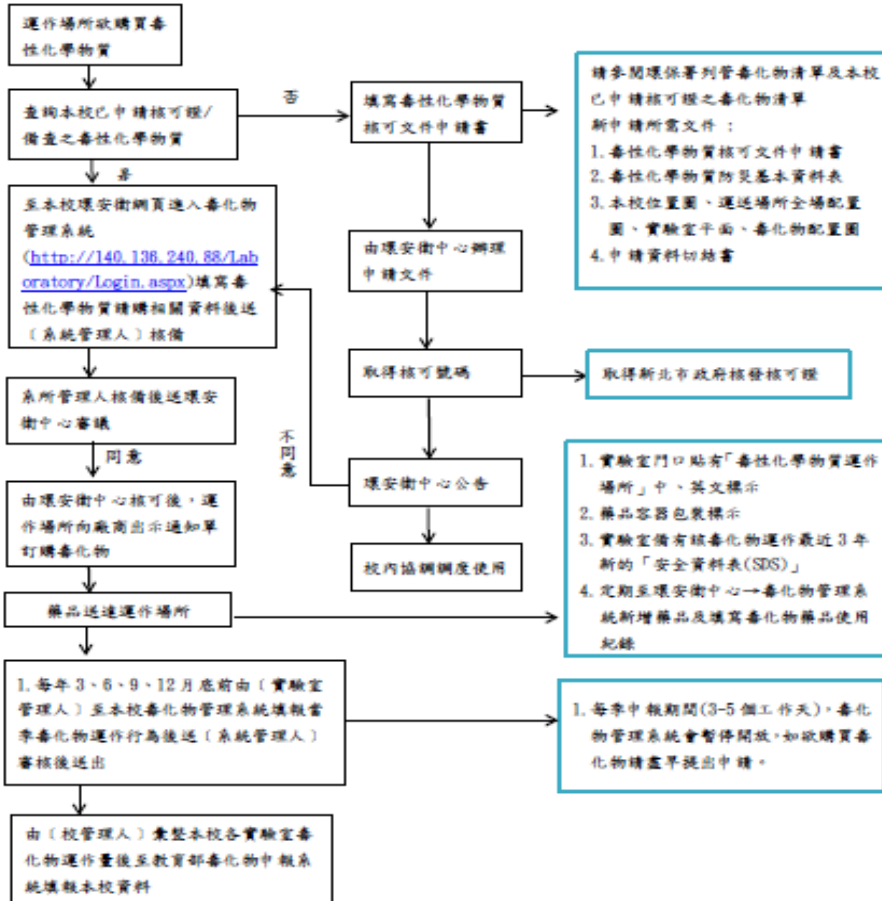 運作場所欲購買毒
性化學物質
查詢本校已申請核可證/
備查之毒性化學物質
否
填寫毒性化學物質
核可文件申請書
請參閱環保署列管毒化物清單及本校
已申請核可證之毒化物清單
新申請所需文件：
1.毒性化學物質核可文件申請書
2.毒性化學物質防災基本資料表
3.本校位置圖、運送場所全場配置
圖、實驗室平面、毒化物配置圖
4.申請資料切結書
是
至本校環安衛網頁進入毒化物
管理系統
(http://140.136.240.88/Lab
oratory/Login.aspx)填寫毒
性化學物質請購相關資料後送
〔系統管理人〕核備
由環安衛中心辦理
申請文件
取得核可號碼
取得新北市政府核發核可證
系所管理人核備後送環安
衛中心審議
不同意
同意
環安衛中心公告
由環安衛中心核可後，運
作場所向廠商出示通知單
訂購毒化物
校內協調調度使用
1.實驗室門口貼有「毒性化學物質運作
場所」中、英文標示
2.藥品容器包裝標示
3.實驗室備有該毒化物運作最近3年
新的「安全資料表(SDS)」
4.定期至環安衛中心→毒化物管理系
統新增藥品及填寫毒化物藥品使用
紀錄
藥品送達運作場所
1.每年3、6、9、12月底前由〔實驗室
管理人〕至本校毒化物管理系統填報當
季毒化物運作行為後送〔系統管理人〕
審核後送出
1.每季申報期間(3-5個工作天)，毒化
物管理系統會暫停開放，如欲購買毒
化物請盡早提出申請。
由〔校管理人〕彙整本校各實驗室毒
化物運作量後至教育部毒化物申報系
統填報本校資料